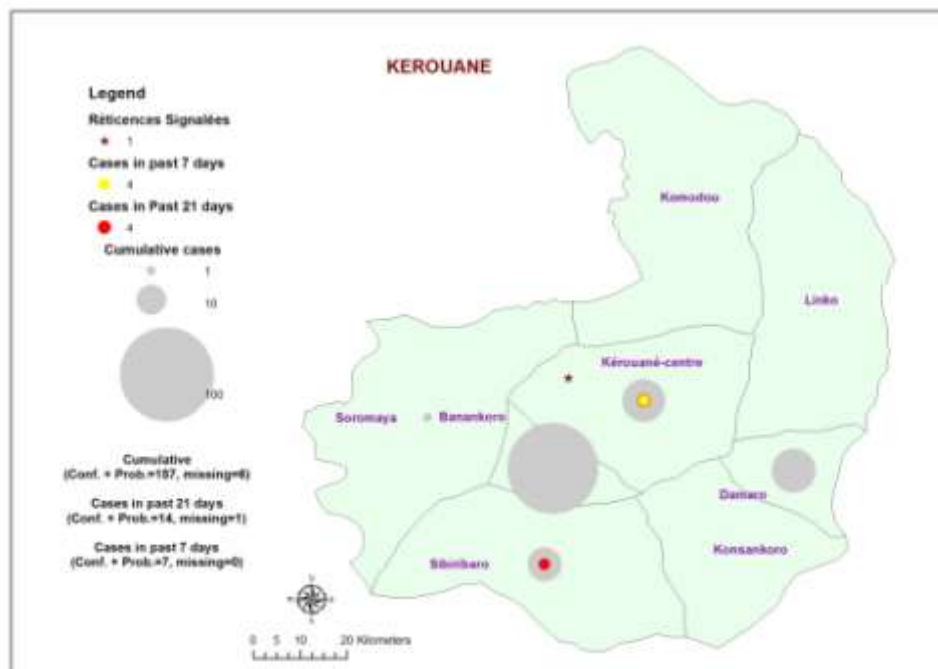 KEROUANE
Legend
Réticences Signalées
1
Cases in past 7 days
4
Cases in Past 21 days
4
Cumulative cases
1
10
100
Cumulative
(Conf. + Prob.=187, missing=6)
Cases in past 21 days
(Conf. + Prob.=14, missing=1)
Cases in past 7 days
(Conf. + Prob.=7, missing=0)
Komodou
Linko
Kérouané-centre
Soromaya
Banankoro
Damaro
Konsankoro
Sibiribaro
0 5 10 20 Kilometers